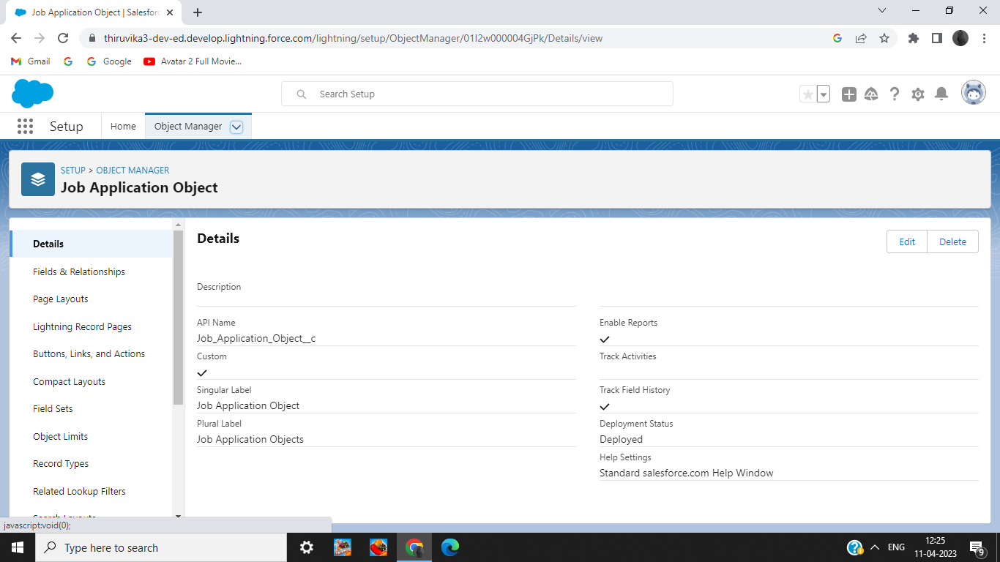 Job Application Object | Salesfor
thiruvika3-dev-ed.develop.lightning.force.com/lightning/setup/ObjectManager/01I2w000004GjPk/Details/view
Gmail
Google
Avatar 2 Full Movie...
Search Setup
Setup
Home
Object Manager
SETUP > OBJECT MANAGER
Job Application Object
Details
Fields & Relationships
Page Layouts
Lightning Record Pages
Buttons, Links, and Actions
Compact Layouts
Field Sets
Object Limits
Record Types
Related Lookup Filters
Search Layouts
Details
Edit
Delete
Description
API Name
Job_Application_Object__c
Custom
Singular Label
Job Application Object
Plural Label
Job Application Objects
Enable Reports
Track Activities
Track Field History
Deployment Status
Deployed
Help Settings
Standard salesforce.com Help Window
javascript:void(0);
Type here to search
ENG
12:25
11-04-2023
9